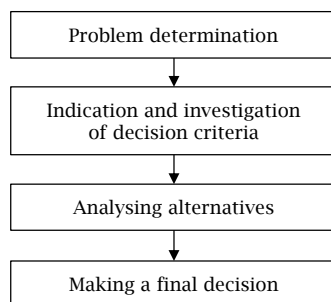 Problem determination
Indication and investigation
of decision criteria
Analysing alternatives
Making a final decision